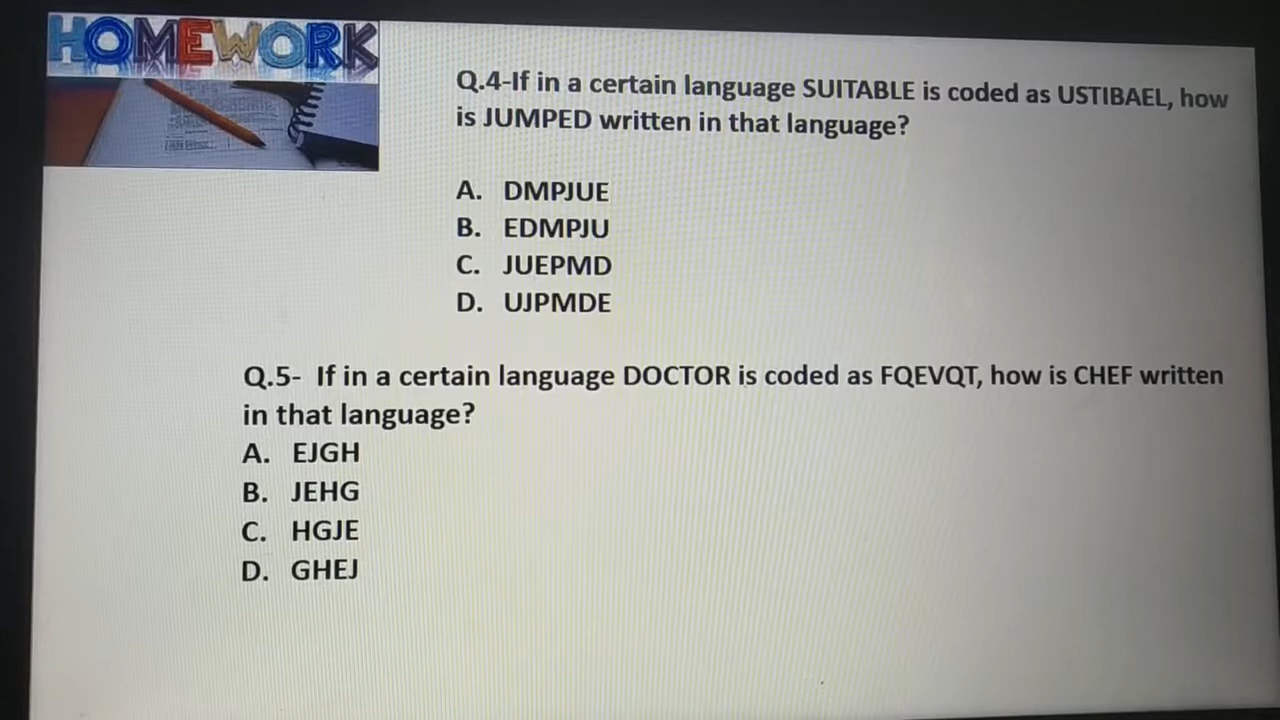 HOMEWORK
Q.4-If in a certain language SUITABLE is coded as USTIBAEL, how
is JUMPED written in that language?
A. DMPJUE
B. EDMPJU
C. JUEPMD
D. UJPMDE
Q.5- If in a certain language DOCTOR is coded as FQEVQT, how is CHEF written
in that language?
A. EJGH
B. JEHG
C. HGJE
D. GHEJ